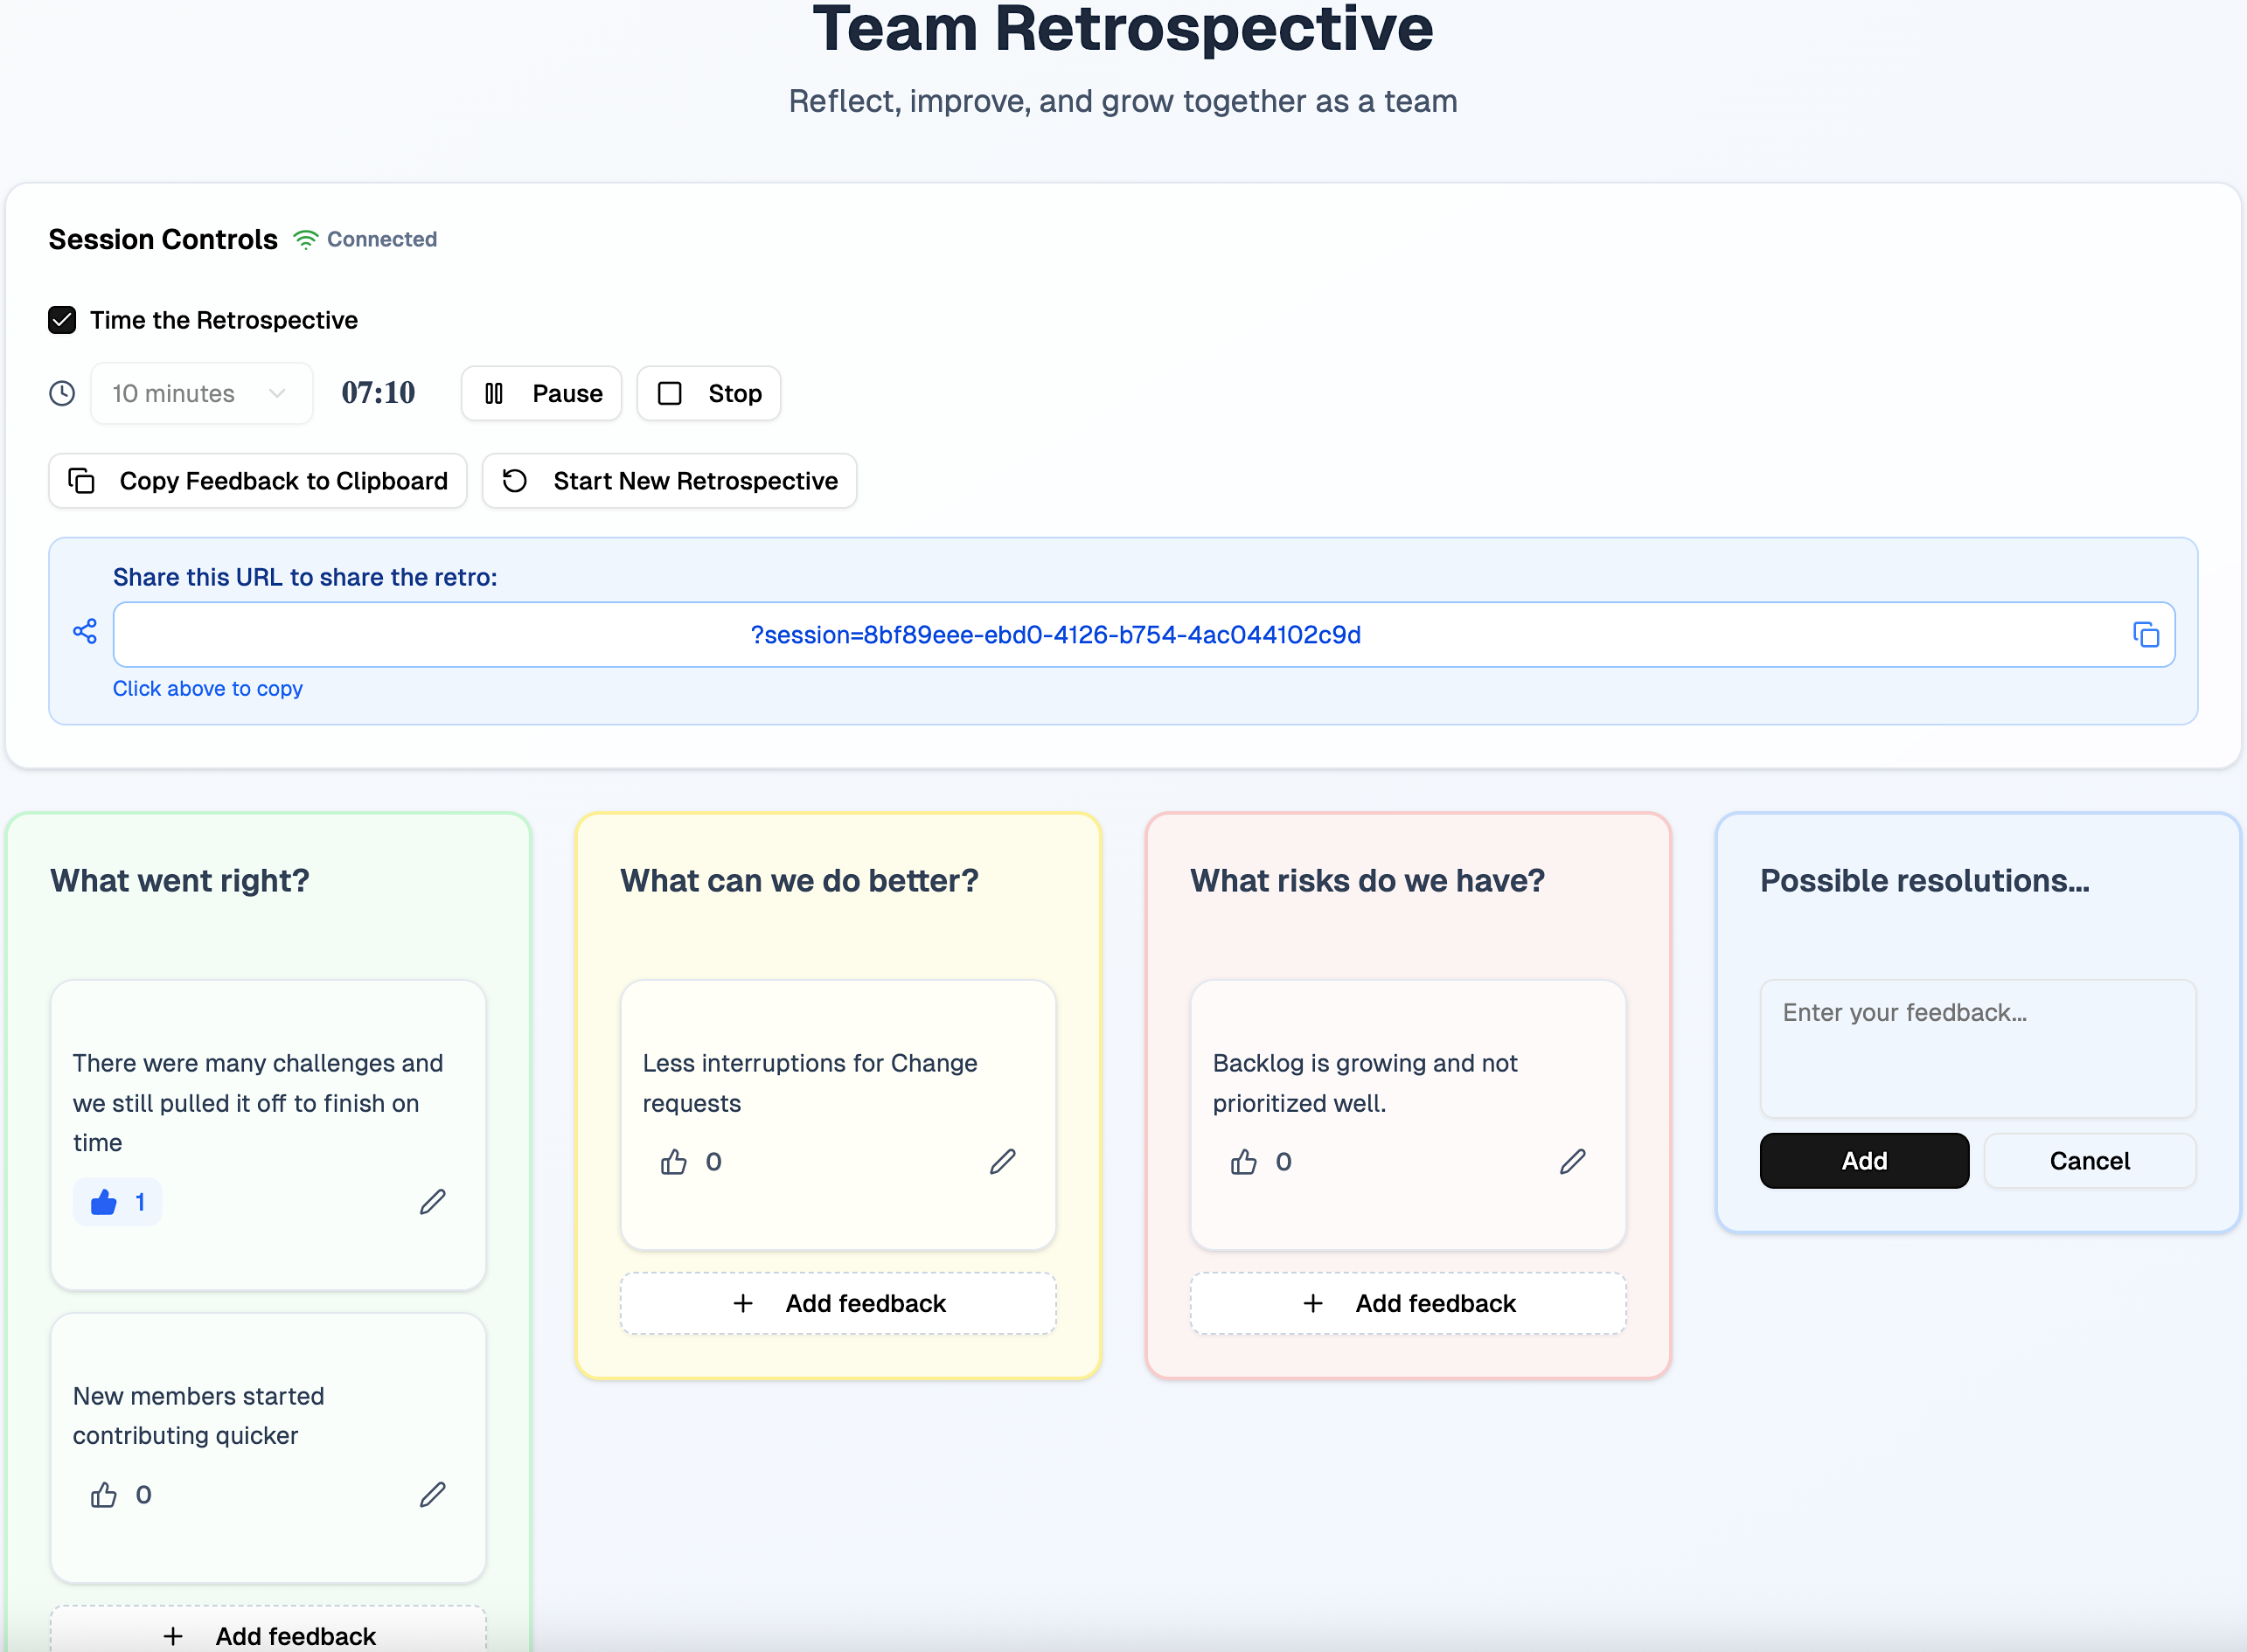 Team Retrospective
Reflect, improve, and grow together as a team
Session Controls Connected
Time the Retrospective
10 minutes 07:10 Pause Stop
Copy Feedback to Clipboard Start New Retrospective
Share this URL to share the retro:
?session=8bf89eee-ebd0-4126-b754-4ac044102c9d
Click above to copy
What went right?
There were many challenges and
we still pulled it off to finish on
time
1
New members started
contributing quicker
0
Add feedback
What can we do better?
Less interruptions for Change
requests
0
Add feedback
What risks do we have?
Backlog is growing and not
prioritized well.
0
Add feedback
Possible resolutions...
Enter your feedback...
Add Cancel